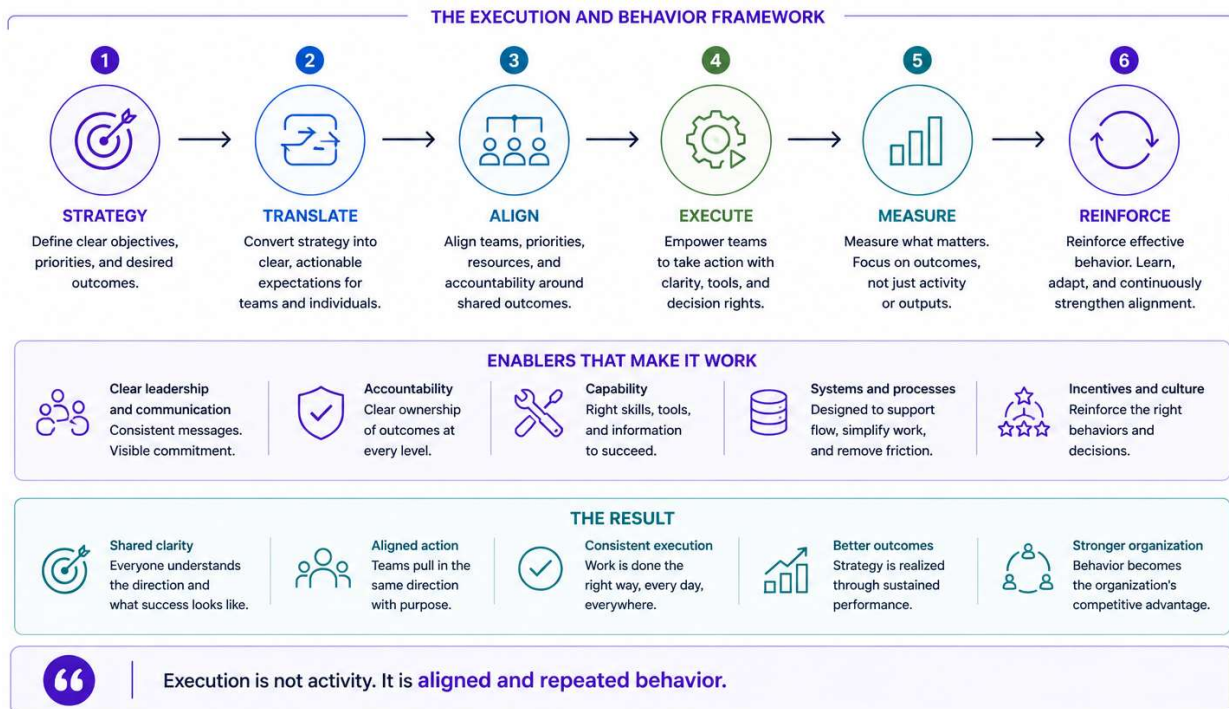 THE EXECUTION AND BEHAVIOR FRAMEWORK
1
2
3
4
5
6
STRATEGY
Define clear objectives,
priorities, and desired
outcomes.
TRANSLATE
Convert strategy into
clear, actionable
expectations for
teams and individuals.
ALIGN
Align teams, priorities,
resources, and
accountability around
shared outcomes.
EXECUTE
Empower teams
to take action with
clarity, tools, and
decision rights.
MEASURE
Measure what matters.
Focus on outcomes,
not just activity
or outputs.
REINFORCE
Reinforce effective
behavior. Learn,
adapt, and continuously
strengthen alignment.
ENABLERS THAT MAKE IT WORK
Clear leadership
and communication
Consistent messages.
Visible commitment.
Accountability
Clear ownership
of outcomes at
every level.
Capability
Right skills, tools,
and information
to succeed.
Systems and processes
Designed to support
flow, simplify work,
and remove friction.
Incentives and culture
Reinforce the right
behaviors and
decisions.
THE RESULT
Shared clarity
Everyone understands
the direction and
what success looks like.
Aligned action
Teams pull in the
same direction
with purpose.
Consistent execution
Work is done the
right way, every day,
everywhere.
Better outcomes
Strategy is realized
through sustained
performance.
Stronger organization
Behavior becomes
the organization's
competitive advantage.
Execution is not activity. It is aligned and repeated behavior.